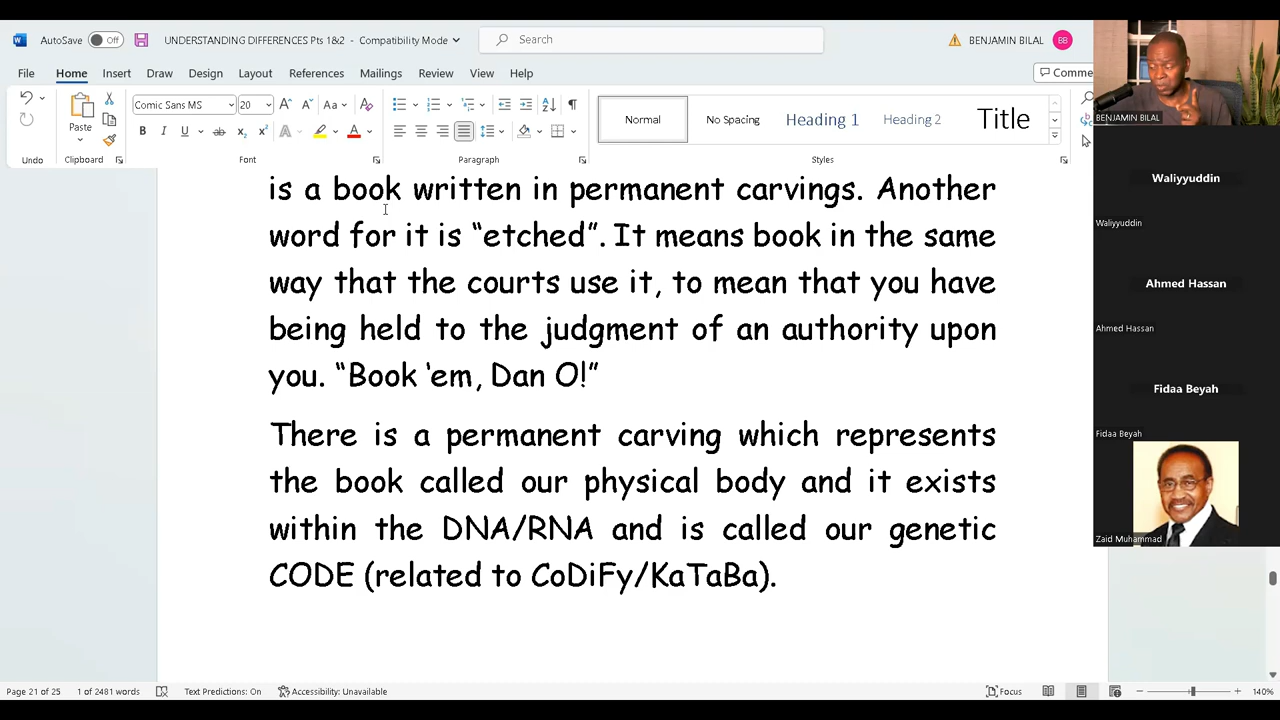 AutoSave Off UNDERSTANDING DIFFERENCES Pts 1&2 - Compatibility Mode Search BENJAMIN BILAL BB
File Home Insert Draw Design Layout References Mailings Review View Help Comme
Paste Comic Sans MS 20 Normal No Spacing Heading 1 Heading 2 Title
Undo Clipboard Font Paragraph Styles
is a book written in permanent carvings. Another
word for it is “etched”. It means book in the same
way that the courts use it, to mean that you have
being held to the judgment of an authority upon
you. “Book ‘em, Dan O!”
There is a permanent carving which represents
the book called our physical body and it exists
within the DNA/RNA and is called our genetic
CODE (related to CoDiFy/KaTaBa).
BENJAMIN BILAL
Waliyyuddin
Waliyyuddin
Ahmed Hassan
Ahmed Hassan
Fidaa Beyah
Fidaa Beyah
Zaid Muhammad
Page 21 of 25 1 of 2481 words Text Predictions: On Accessibility: Unavailable Focus 140%